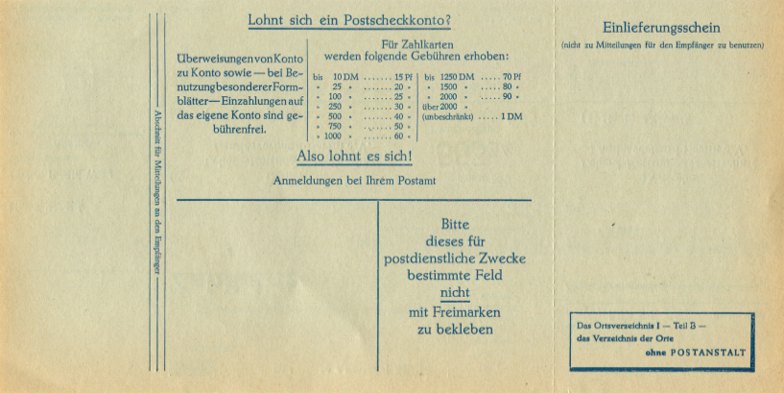 Lohnt sich ein Postscheckkonto?
Überweisungen von Konto
zu Konto sowie — bei Be-
nutzung besonderer Form-
blätter — Einzahlungen auf
das eigene Konto sind ge-
bührenfrei.
Für Zahlkarten
werden folgende Gebühren erhoben:
bis 10 DM ....... 15 Pf
„ 25 „ ....... 20 „
„ 100 „ ....... 25 „
„ 250 „ ....... 30 „
„ 500 „ ....... 40 „
„ 750 „ ....... 50 „
„ 1000 „ ....... 60 „
bis 1250 DM ..... 70 Pf
„ 1500 „ ..... 80 „
„ 2000 „ ..... 90 „
über 2000 „
(unbeschränkt) ..... 1 DM
Also lohnt es sich!
Anmeldungen bei Ihrem Postamt
Abschnitt für Mitteilungen an den Empfänger
Bitte
dieses für
postdienstliche Zwecke
bestimmte Feld
nicht
mit Freimarken
zu bekleben
Einlieferungsschein
(nicht zu Mitteilungen für den Empfänger zu benutzen)
Das Ortsverzeichnis I — Teil B —
das Verzeichnis der Orte
ohne POSTANSTALT